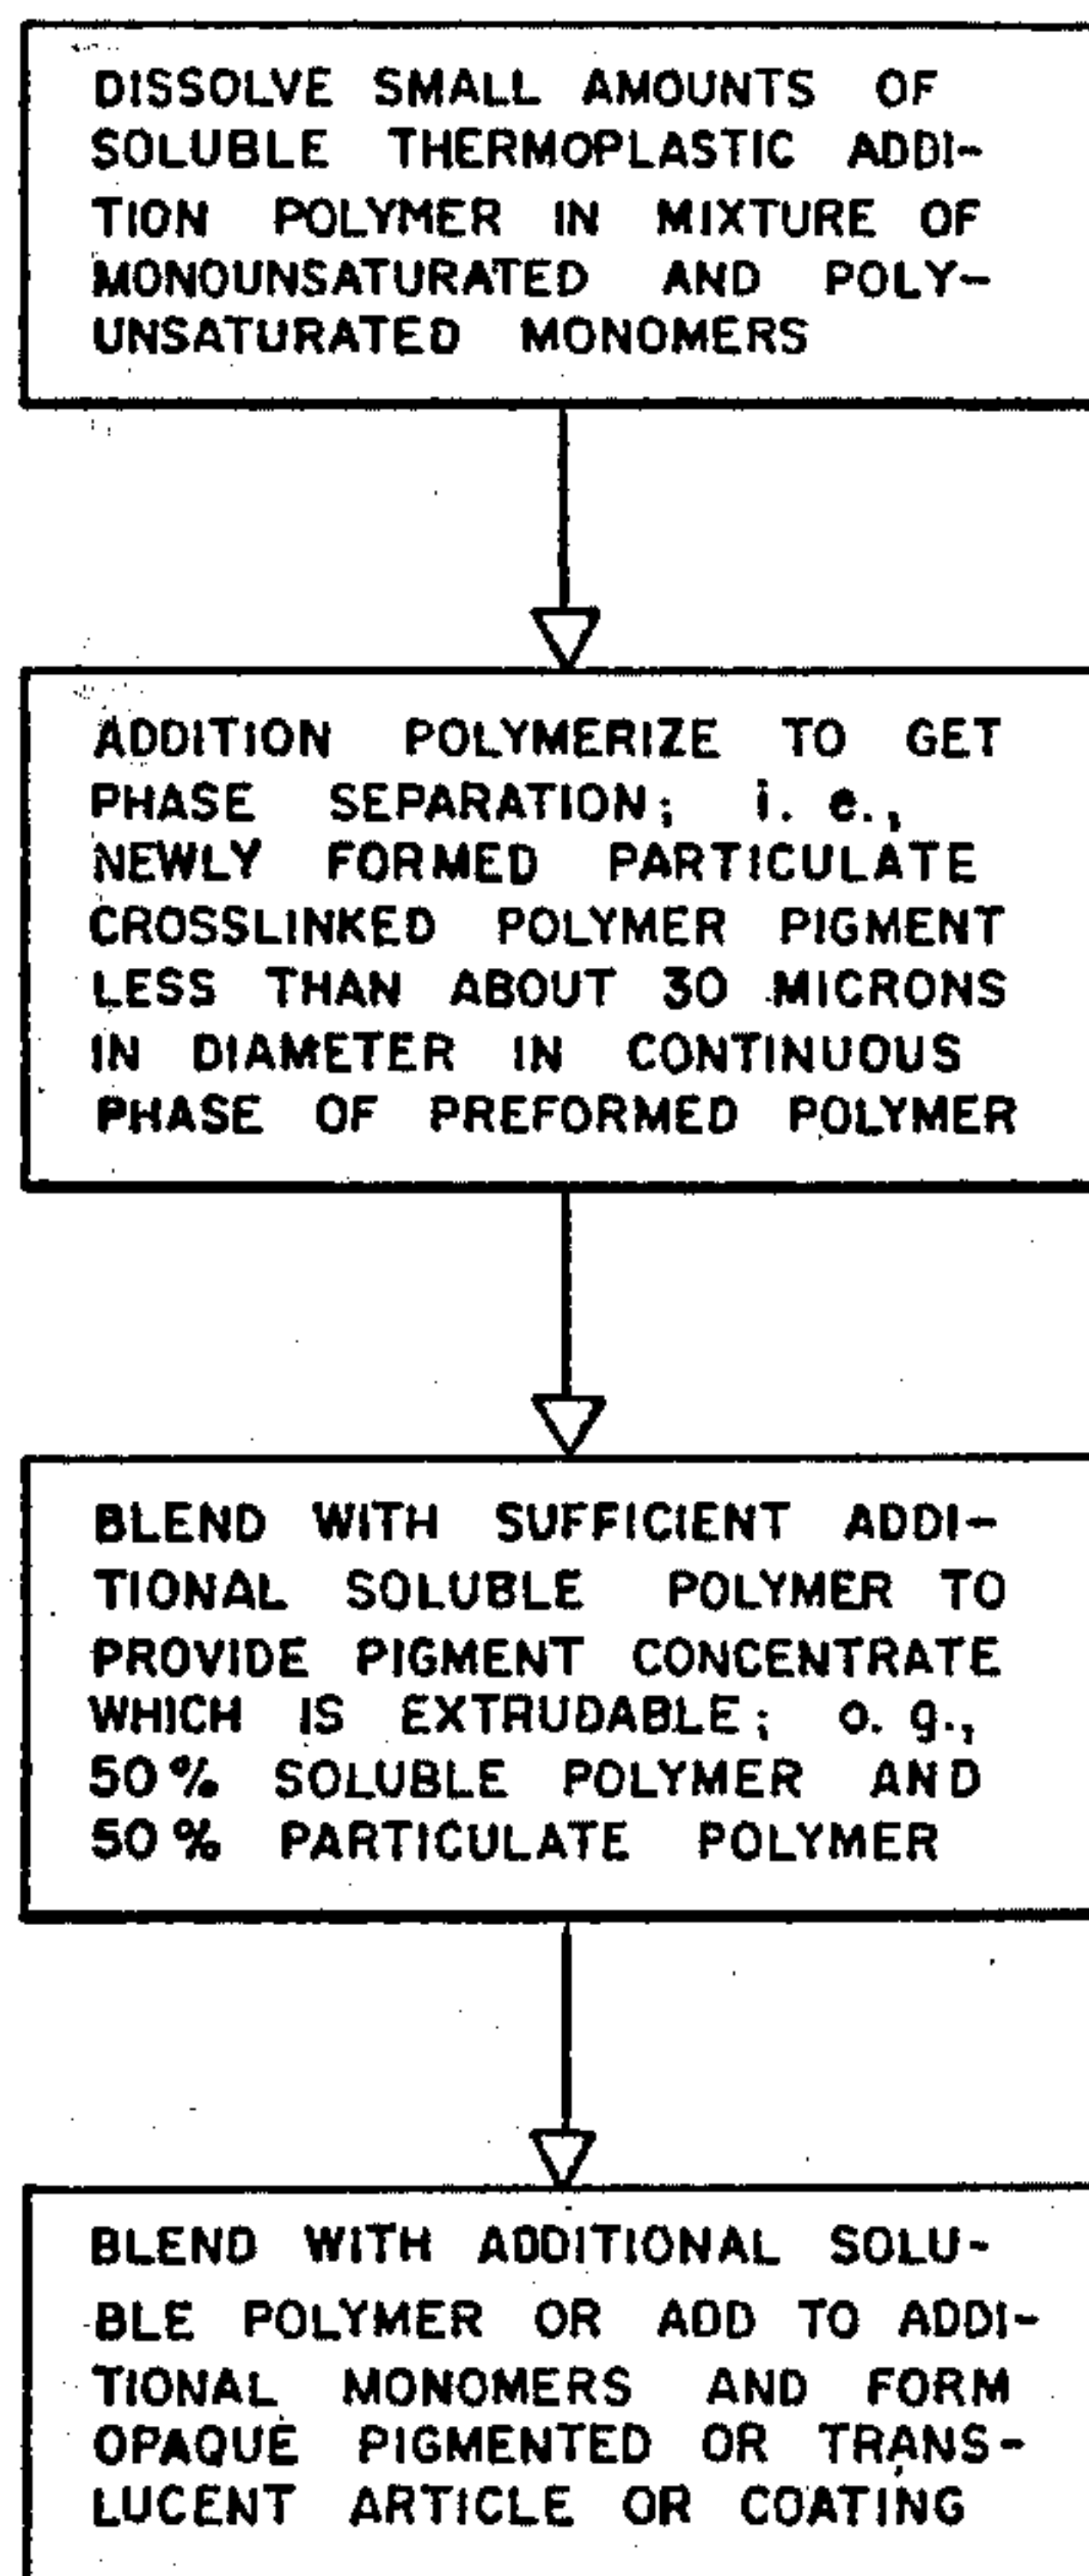 DISSOLVE SMALL AMOUNTS OF
SOLUBLE THERMOPLASTIC ADDI-
TION POLYMER IN MIXTURE OF
MONOUNSATURATED AND POLY-
UNSATURATED MONOMERS
ADDITION POLYMERIZE TO GET
PHASE SEPARATION; i. e.,
NEWLY FORMED PARTICULATE
CROSSLINKED POLYMER PIGMENT
LESS THAN ABOUT 30 MICRONS
IN DIAMETER IN CONTINUOUS
PHASE OF PREFORMED POLYMER
BLEND WITH SUFFICIENT ADDI-
TIONAL SOLUBLE POLYMER TO
PROVIDE PIGMENT CONCENTRATE
WHICH IS EXTRUDABLE; o. g.,
50% SOLUBLE POLYMER AND
50% PARTICULATE POLYMER
BLEND WITH ADDITIONAL SOLU-
BLE POLYMER OR ADD TO ADDI-
TIONAL MONOMERS AND FORM
OPAQUE PIGMENTED OR TRANS-
LUCENT ARTICLE OR COATING